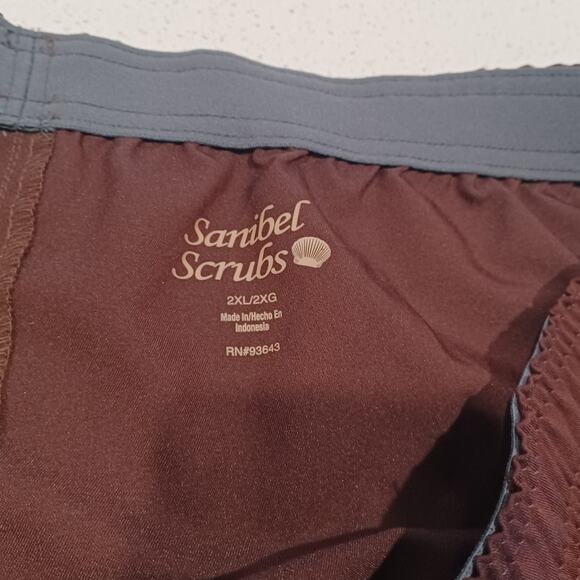 Sanibel
Scrubs
2XL/2XG
Made In/Hecho En
Indonesia
RN#93643